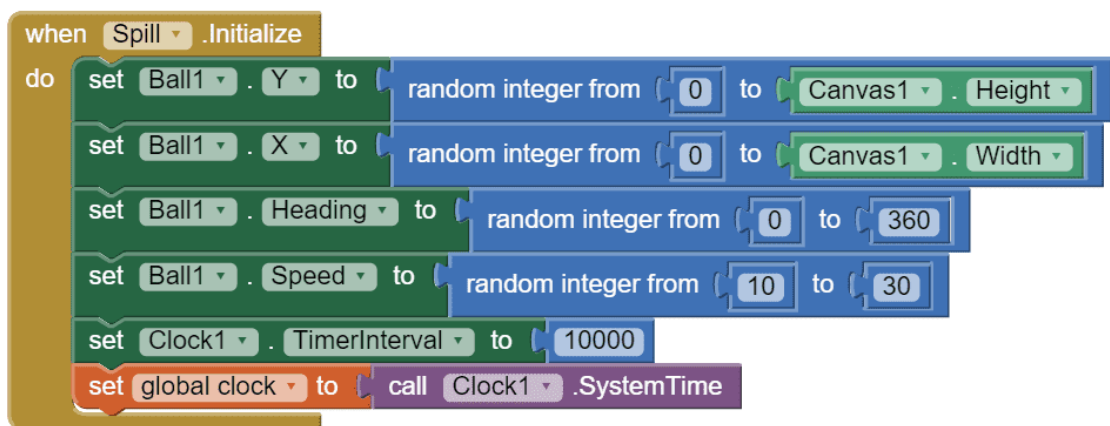 when Spill .Initialize
do set Ball1 . Y to random integer from 0 to Canvas1 . Height
set Ball1 . X to random integer from 0 to Canvas1 . Width
set Ball1 . Heading to random integer from 0 to 360
set Ball1 . Speed to random integer from 10 to 30
set Clock1 . TimerInterval to 10000
set global clock to call Clock1 .SystemTime